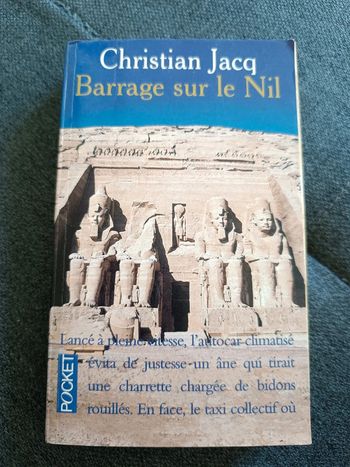 Christian Jacq
Barrage sur le Nil
Lancé à pleine vitesse, l'autocar climatisé
évita de justesse un âne qui tirait
une charrette chargée de bidons
rouillés. En face, le taxi collectif où
POCKET